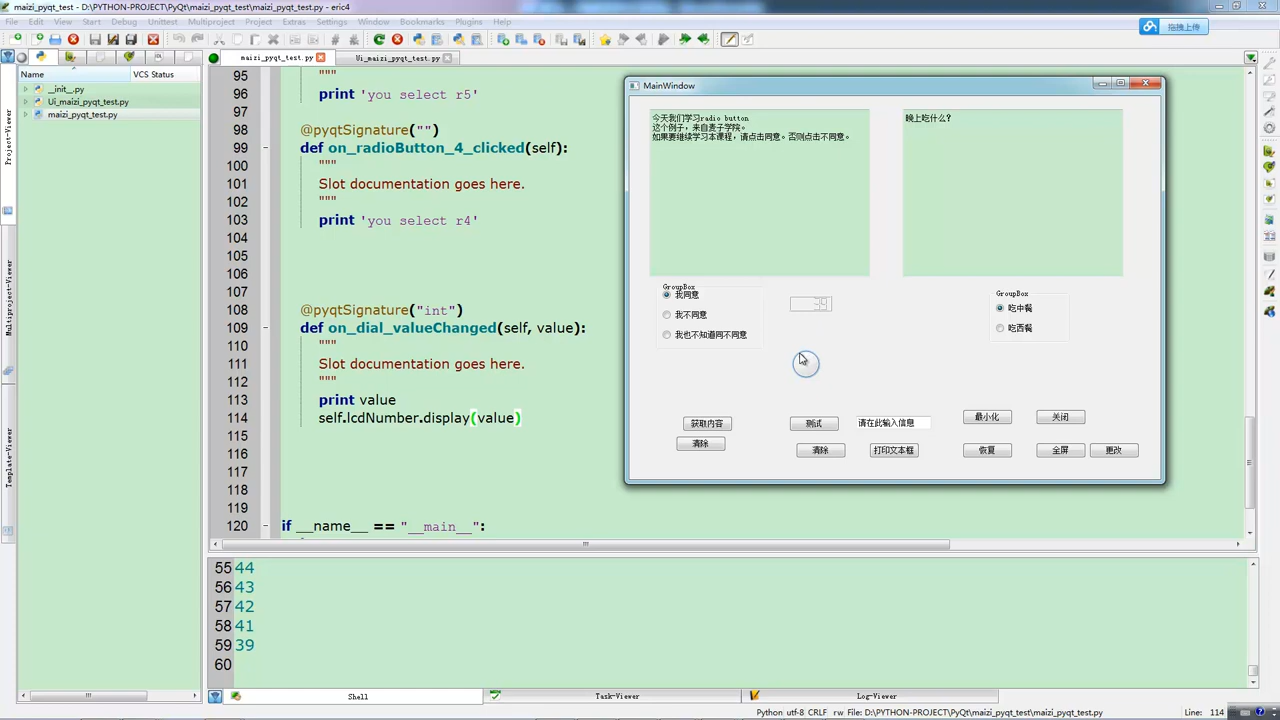 maizi_pyqt_test - D:\PYTHON-PROJECT\PyQt\maizi_pyqt_test\maizi_pyqt_test.py - eric4
File Edit View Start Debug Unittest Multiproject Project Extras Settings Window Bookmarks Plugins Help
拖拽上传
maizi_pyqt_test.py
Ui_maizi_pyqt_test.py
Name
VCS Status
__init__.py
Ui_maizi_pyqt_test.py
maizi_pyqt_test.py
Project-Viewer
Multiproject-Viewer
Template-Viewer
95 """
96 print 'you select r5'
97
98 @pyqtSignature("")
99 def on_radioButton_4_clicked(self):
100 """
101 Slot documentation goes here.
102 """
103 print 'you select r4'
104
105
106
107
108 @pyqtSignature("int")
109 def on_dial_valueChanged(self, value):
110 """
111 Slot documentation goes here.
112 """
113 print value
114 self.lcdNumber.display(value)
115
116
117
118
119
120 if __name__ == "__main__":
MainWindow
今天我们学习radio button
这个例子，来自麦子学院。
如果要继续学习本课程，请点击同意。否则点击不同意。
晚上吃什么?
GroupBox
我同意
我不同意
我也不知道同不同意
39
GroupBox
吃中餐
吃西餐
获取内容
测试
请在此输入信息
最小化
关闭
清除
清除
打印文本框
恢复
全屏
更改
55 44
56 43
57 42
58 41
59 39
60
Shell
Task-Viewer
Log-Viewer
Python utf-8 CRLF rw File: D:\PYTHON-PROJECT\PyQt\maizi_pyqt_test\maizi_pyqt_test.py Line: 114